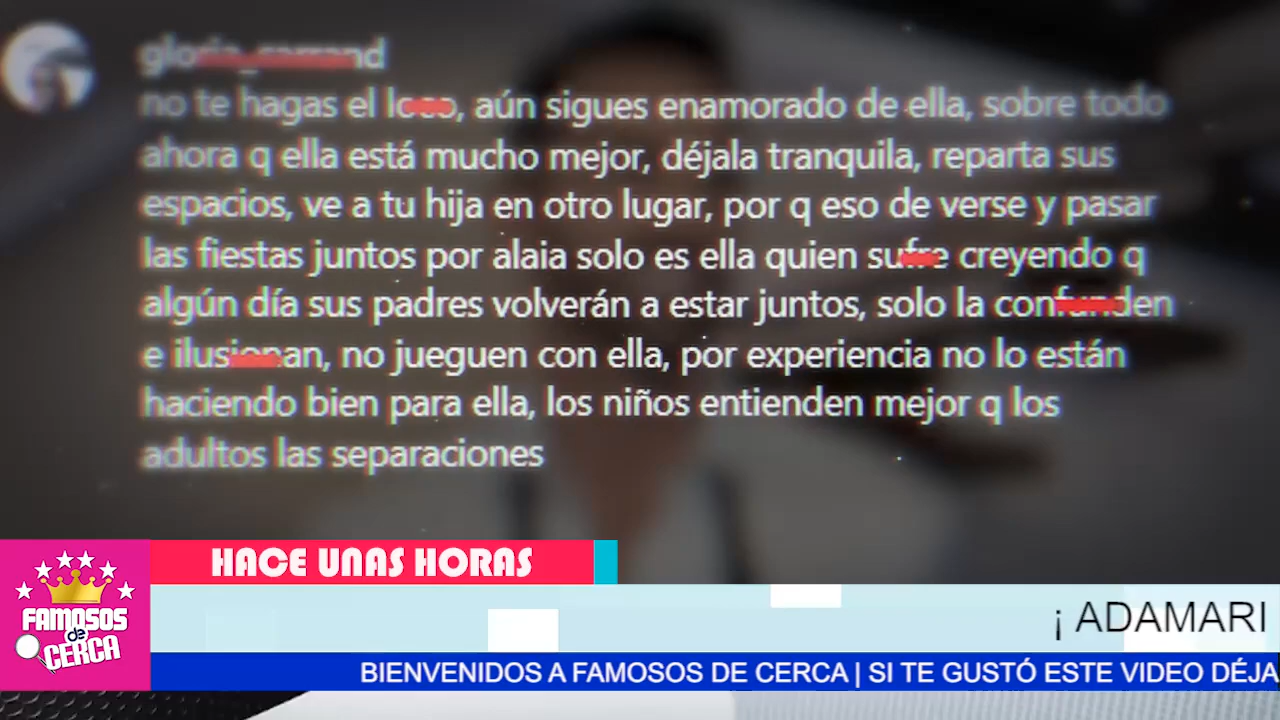 no te hagas el loco, aún sigues enamorado de ella, sobre todo
ahora q ella está mucho mejor, déjala tranquila, reparta sus
espacios, ve a tu hija en otro lugar, por q eso de verse y pasar
las fiestas juntos por alaia solo es ella quien sufre creyendo q
algún día sus padres volverán a estar juntos, solo la confunden
e ilusionan, no jueguen con ella, por experiencia no lo están
haciendo bien para ella, los niños entienden mejor q los
adultos las separaciones
HACE UNAS HORAS
¡ ADAMARI
FAMOSOS
de
CERCA
BIENVENIDOS A FAMOSOS DE CERCA | SI TE GUSTÓ ESTE VIDEO DÉJA